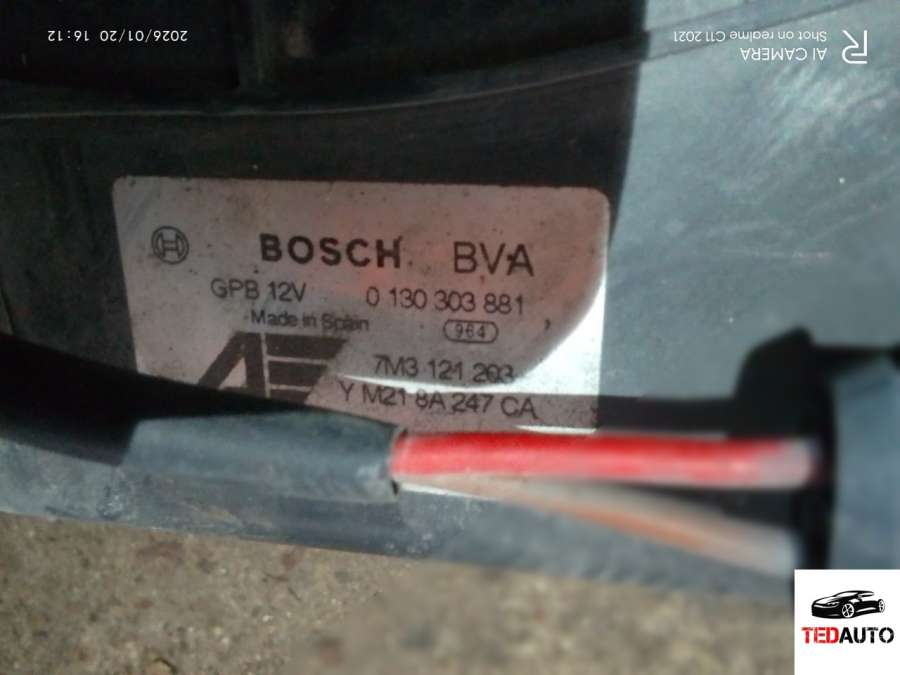 2026/01/20 16:12
AI CAMERA
Shot on realme C11 2021
BOSCH BVA
GPB 12V 0 130 303 881
Made in Spain 964
7M3 121 203
YM21 8A 247 CA
TEDAUTO